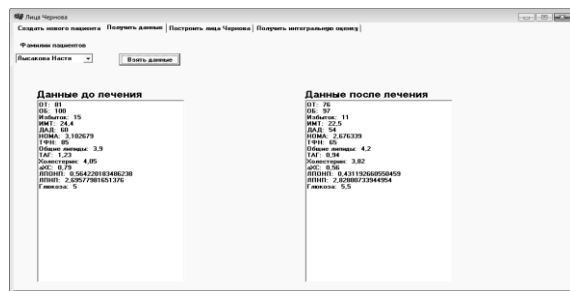 Лица Чернова
Создать нового пациента Получить данные Построить лица Чернова Получить интегральную оценку
Фамилии пациентов
Лысакова Настя Взять данные
Данные до лечения
ОТ: 81
ОБ: 100
Избыток: 15
ИМТ: 24,4
ДАД: 60
НОМА: 3,102679
ТФН: 85
Общие липиды: 3,9
ТАГ: 1,23
Холестерин: 4,05
аХС: 0,79
ЛПОНП: 0,564220183486238
ЛПНП: 2,69577981651376
Глюкоза: 5
Данные после лечения
ОТ: 76
ОБ: 97
Избыток: 11
ИМТ: 22,5
ДАД: 54
НОМА: 2,676339
ТФН: 65
Общие липиды: 4,2
ТАГ: 0,94
Холестерин: 3,82
аХС: 0,56
ЛПОНП: 0,431192660550459
ЛПНП: 2,82880733944954
Глюкоза: 5,5